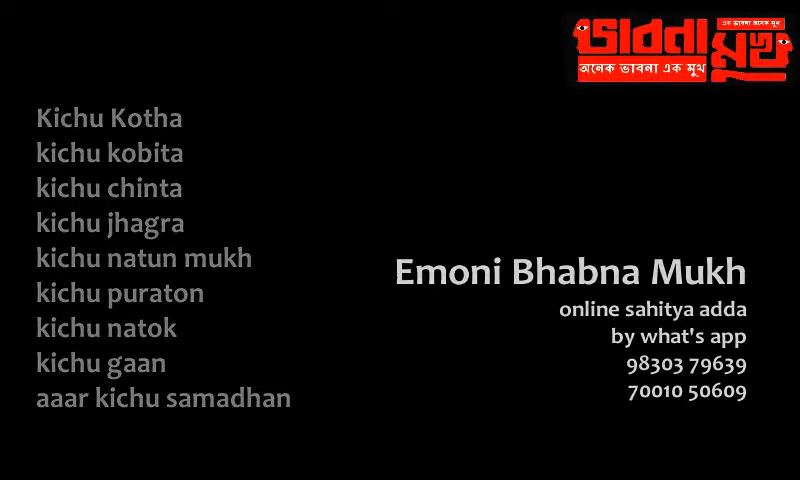 এক ভাবনা অনেক মুখ
ভাবনা মুখ
অনেক ভাবনা এক মুখ
Kichu Kotha
kichu kobita
kichu chinta
kichu jhagra
kichu natun mukh
kichu puraton
kichu natok
kichu gaan
aaar kichu samadhan
Emoni Bhabna Mukh
online sahitya adda
by what's app
98303 79639
70010 50609